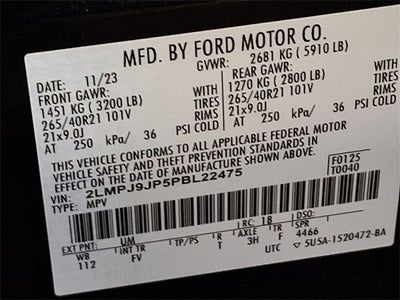 MFD. BY FORD MOTOR CO.
DATE: 11/23 GVWR: 2681 KG ( 5910 LB)
FRONT GAWR: REAR GAWR:
1451 KG ( 3200 LB) WITH 1270 KG ( 2800 LB) WITH
265/40R21 101V TIRES 265/40R21 101V TIRES
21x9.0J RIMS 21x9.0J RIMS
AT 250 kPa/ 36 PSI COLD AT 250 kPa/ 36 PSI COLD
THIS VEHICLE CONFORMS TO ALL APPLICABLE FEDERAL MOTOR
VEHICLE SAFETY AND THEFT PREVENTION STANDARDS IN
EFFECT ON THE DATE OF MANUFACTURE SHOWN ABOVE.
VIN: 2LMPJ9JP5PBL22475 F0125
TYPE: MPV T0040
EXT PNT: UM RC: 18 DSO:
WB INT TR TP/PS R AXLE TR SPR
112 FV 3H F 4466
UTC 5U5A-1520472-BA